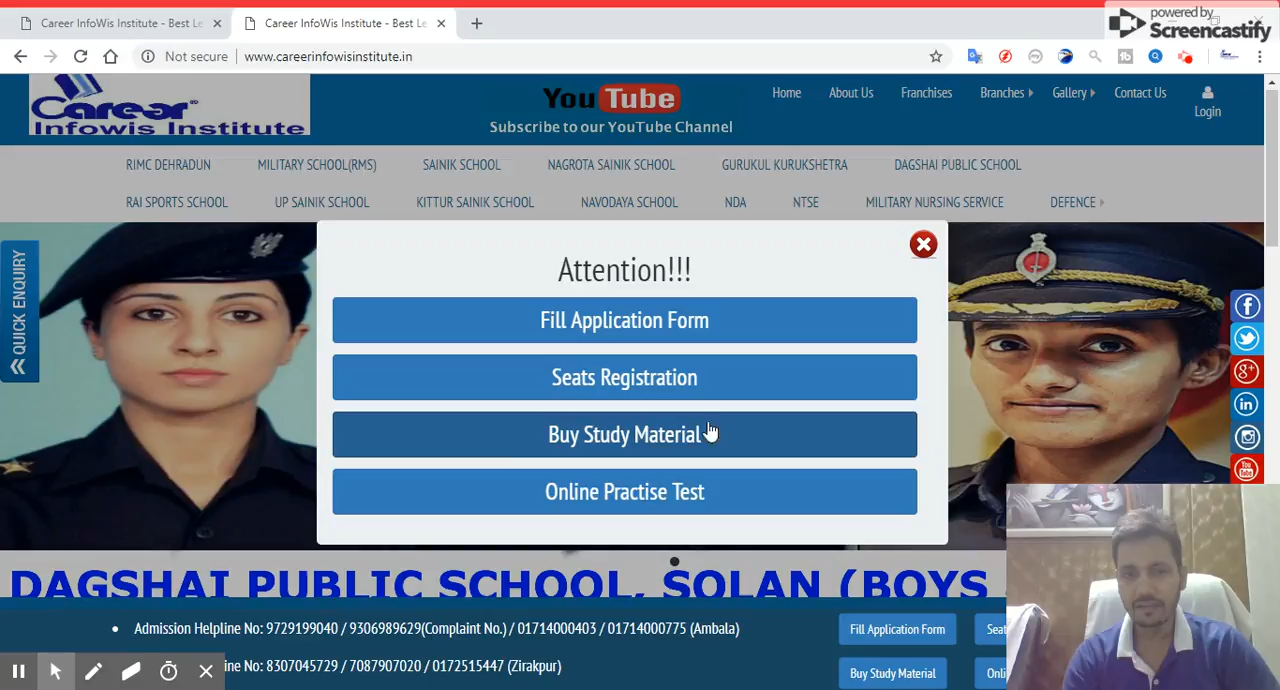 powered by
Screencastify
Career InfoWis Institute - Best Le
Career InfoWis Institute - Best Le
Not secure
www.careerinfowisinstitute.in
Career
Infowis Institute
YouTube
Subscribe to our YouTube Channel
Home
About Us
Franchises
Branches
Gallery
Contact Us
Login
RIMC DEHRADUN
MILITARY SCHOOL(RMS)
SAINIK SCHOOL
NAGROTA SAINIK SCHOOL
GURUKUL KURUKSHETRA
DAGSHAI PUBLIC SCHOOL
RAI SPORTS SCHOOL
UP SAINIK SCHOOL
KITTUR SAINIK SCHOOL
NAVODAYA SCHOOL
NDA
NTSE
MILITARY NURSING SERVICE
DEFENCE
QUICK ENQUIRY
Attention!!!
Fill Application Form
Seats Registration
Buy Study Material
Online Practise Test
DAGSHAI PUBLIC SCHOOL, SOLAN (BOYS
Admission Helpline No: 9729199040 / 9306989629(Complaint No.) / 01714000403 / 01714000775 (Ambala)
Fill Application Form
Seat
line No: 8307045729 / 7087907020 / 0172515447 (Zirakpur)
Buy Study Material
Onli